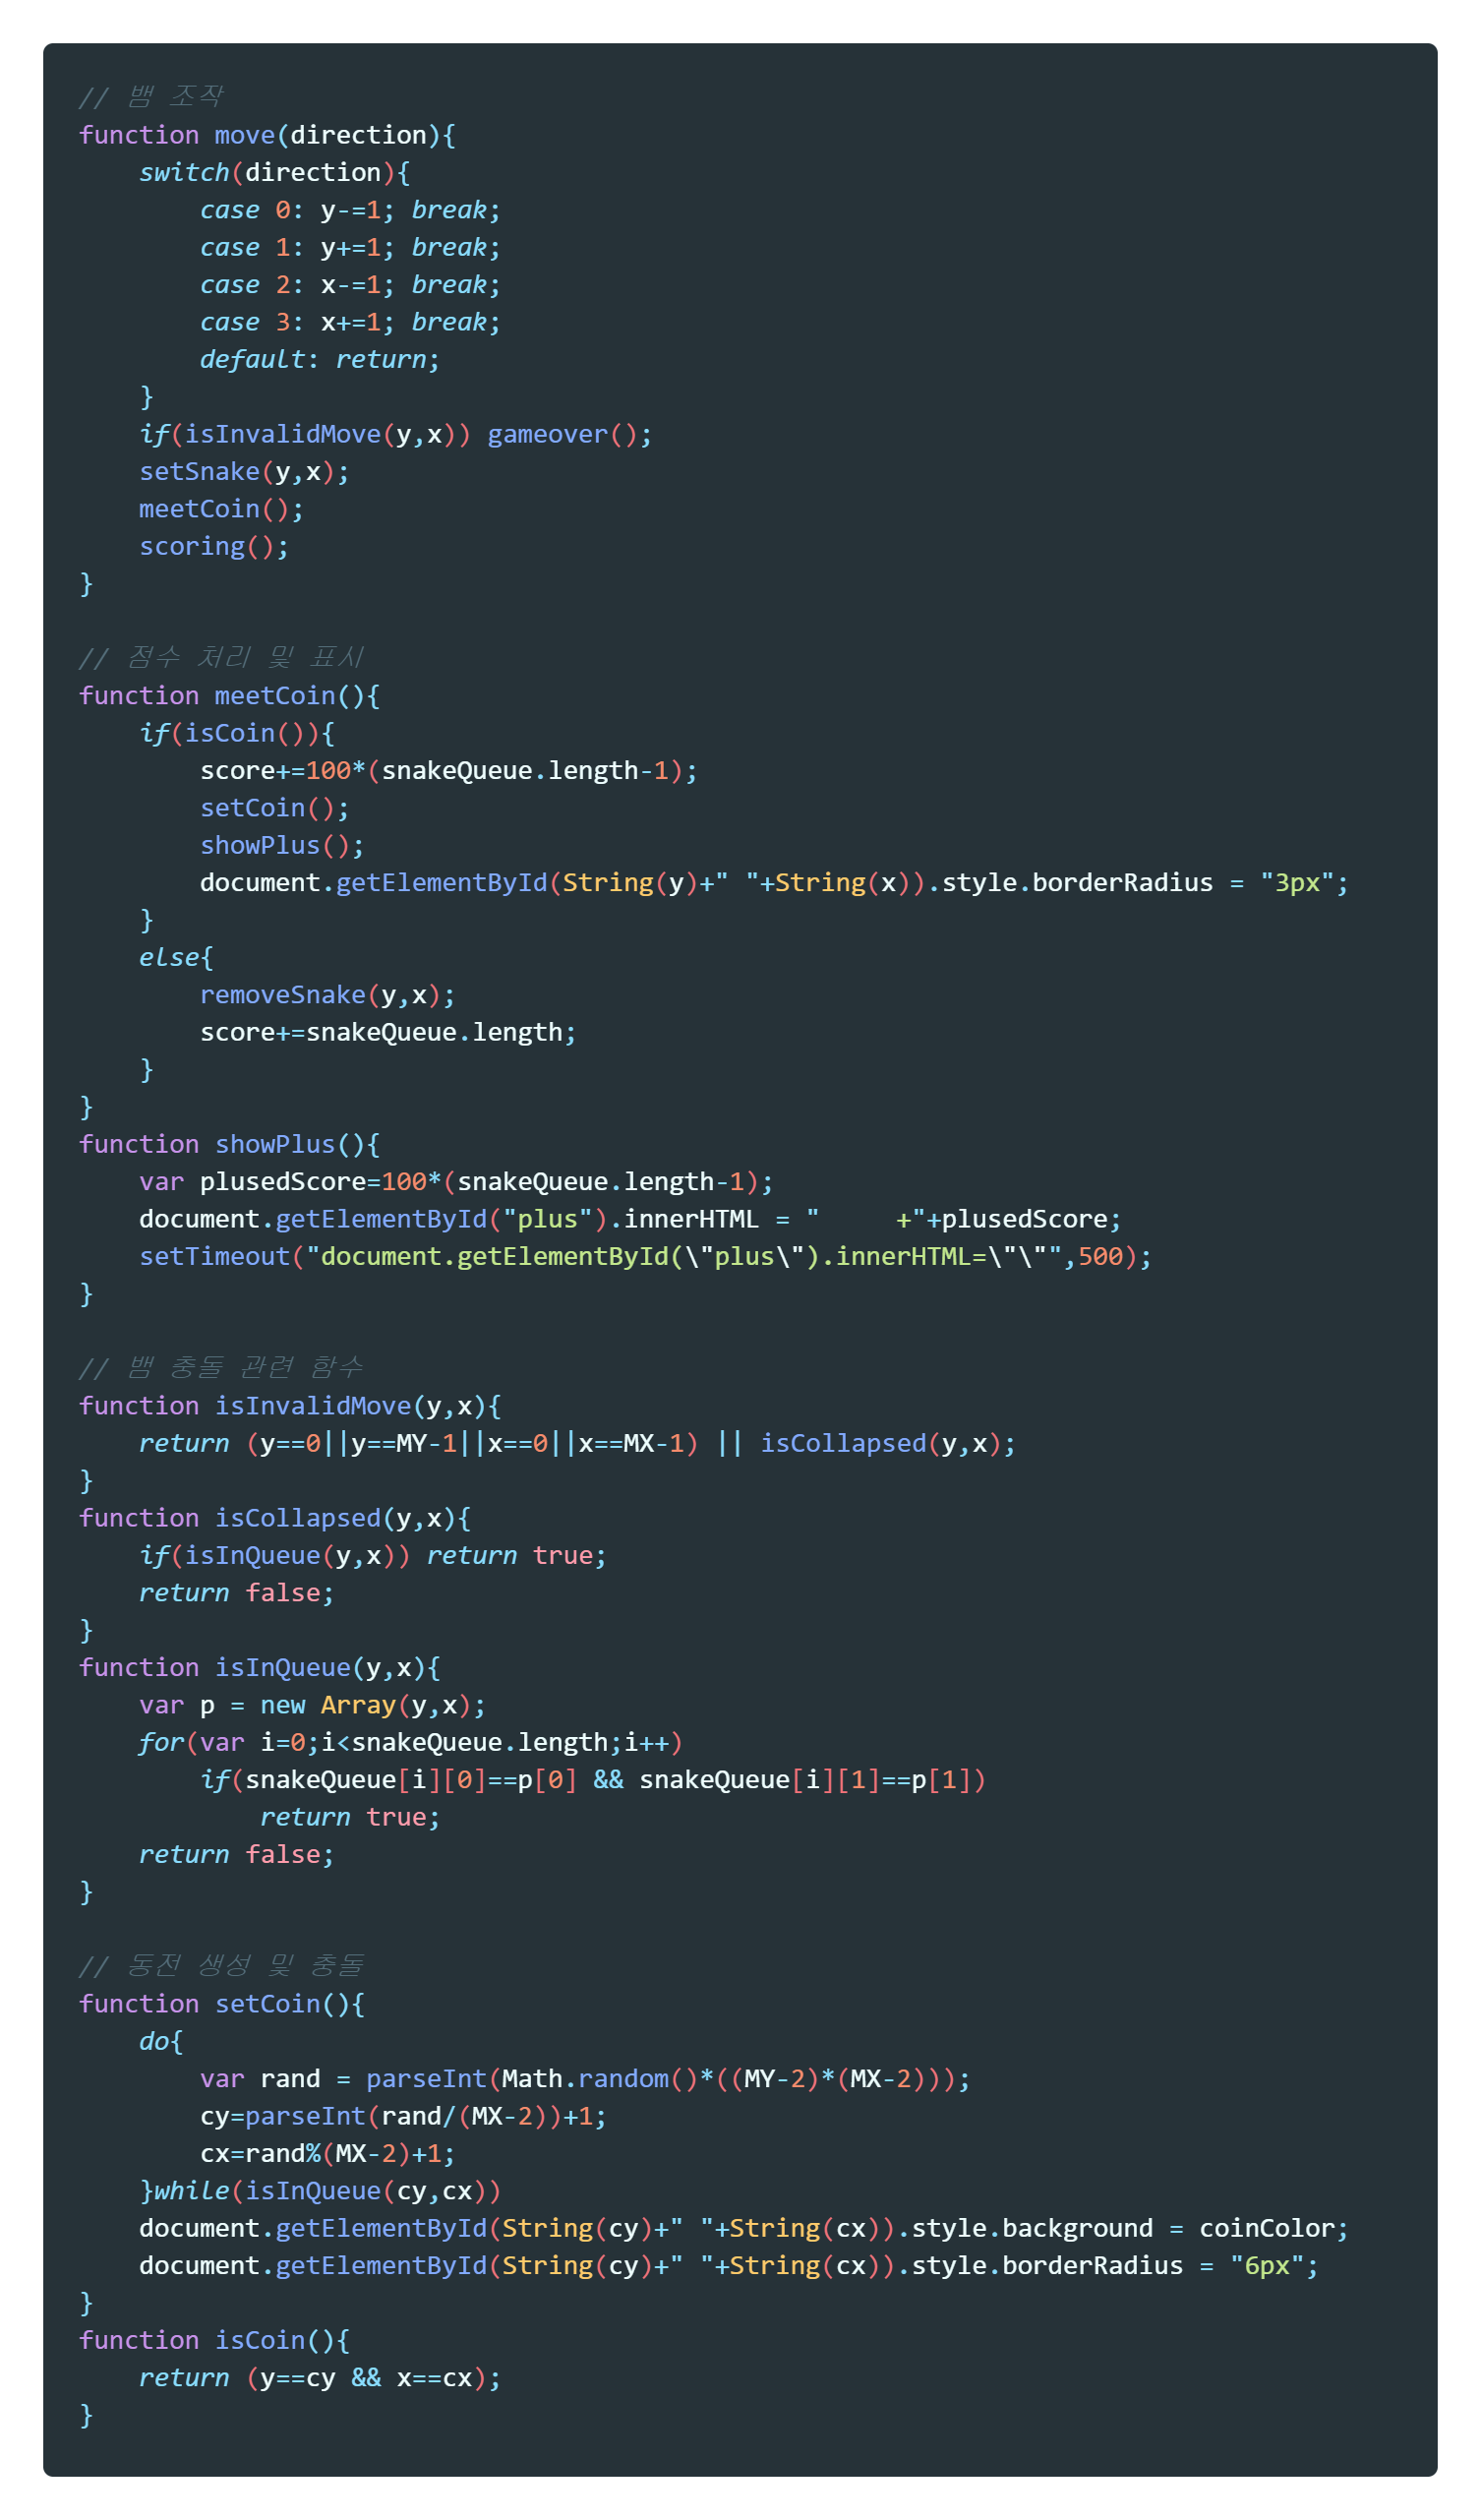 // 뱀 조작
function move(direction){
    switch(direction){
        case 0: y-=1; break;
        case 1: y+=1; break;
        case 2: x-=1; break;
        case 3: x+=1; break;
        default: return;
    }
    if(isInvalidMove(y,x)) gameover();
    setSnake(y,x);
    meetCoin();
    scoring();
}

// 점수 처리 및 표시
function meetCoin(){
    if(isCoin()){
        score+=100*(snakeQueue.length-1);
        setCoin();
        showPlus();
        document.getElementById(String(y)+" "+String(x)).style.borderRadius = "3px";
    }
    else{
        removeSnake(y,x);
        score+=snakeQueue.length;
    }
}
function showPlus(){
    var plusedScore=100*(snakeQueue.length-1);
    document.getElementById("plus").innerHTML = "     +"+plusedScore;
    setTimeout("document.getElementById(\"plus\").innerHTML=\"\"",500);
}

// 뱀 충돌 관련 함수
function isInvalidMove(y,x){
    return (y==0||y==MY-1||x==0||x==MX-1) || isCollapsed(y,x);
}
function isCollapsed(y,x){
    if(isInQueue(y,x)) return true;
    return false;
}
function isInQueue(y,x){
    var p = new Array(y,x);
    for(var i=0;i<snakeQueue.length;i++)
        if(snakeQueue[i][0]==p[0] && snakeQueue[i][1]==p[1])
            return true;
    return false;
}

// 동전 생성 및 충돌
function setCoin(){
    do{
        var rand = parseInt(Math.random()*((MY-2)*(MX-2)));
        cy=parseInt(rand/(MX-2))+1;
        cx=rand%(MX-2)+1;
    }while(isInQueue(cy,cx))
    document.getElementById(String(cy)+" "+String(cx)).style.background = coinColor;
    document.getElementById(String(cy)+" "+String(cx)).style.borderRadius = "6px";
}
function isCoin(){
    return (y==cy && x==cx);
}